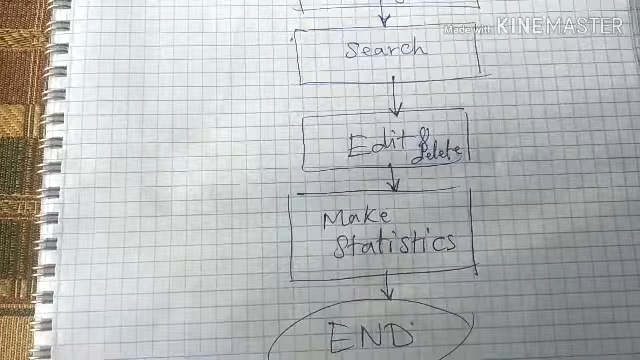 Made with KINEMASTER
Search
Edit &
Delete
Make
Statistics
END